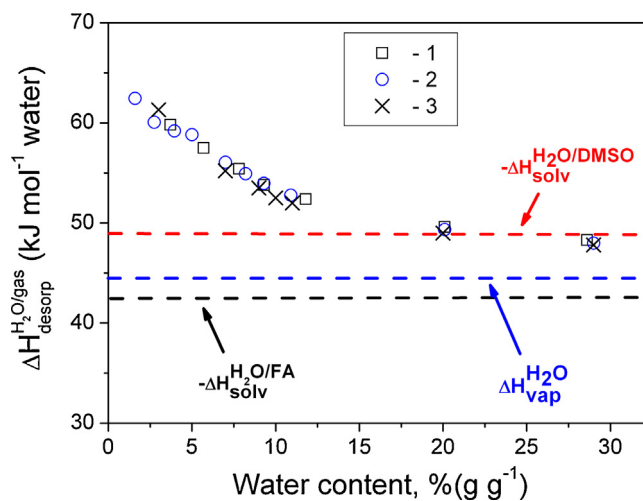 70
60
50
40
30
ΔH desorp H₂O/gas (kJ mol⁻¹ water)
- 1
- 2
- 3
-ΔH solv H₂O/DMSO
-ΔH solv H₂O/FA
ΔH vap H₂O
0 5 10 15 20 25 30
Water content, %(g g⁻¹)